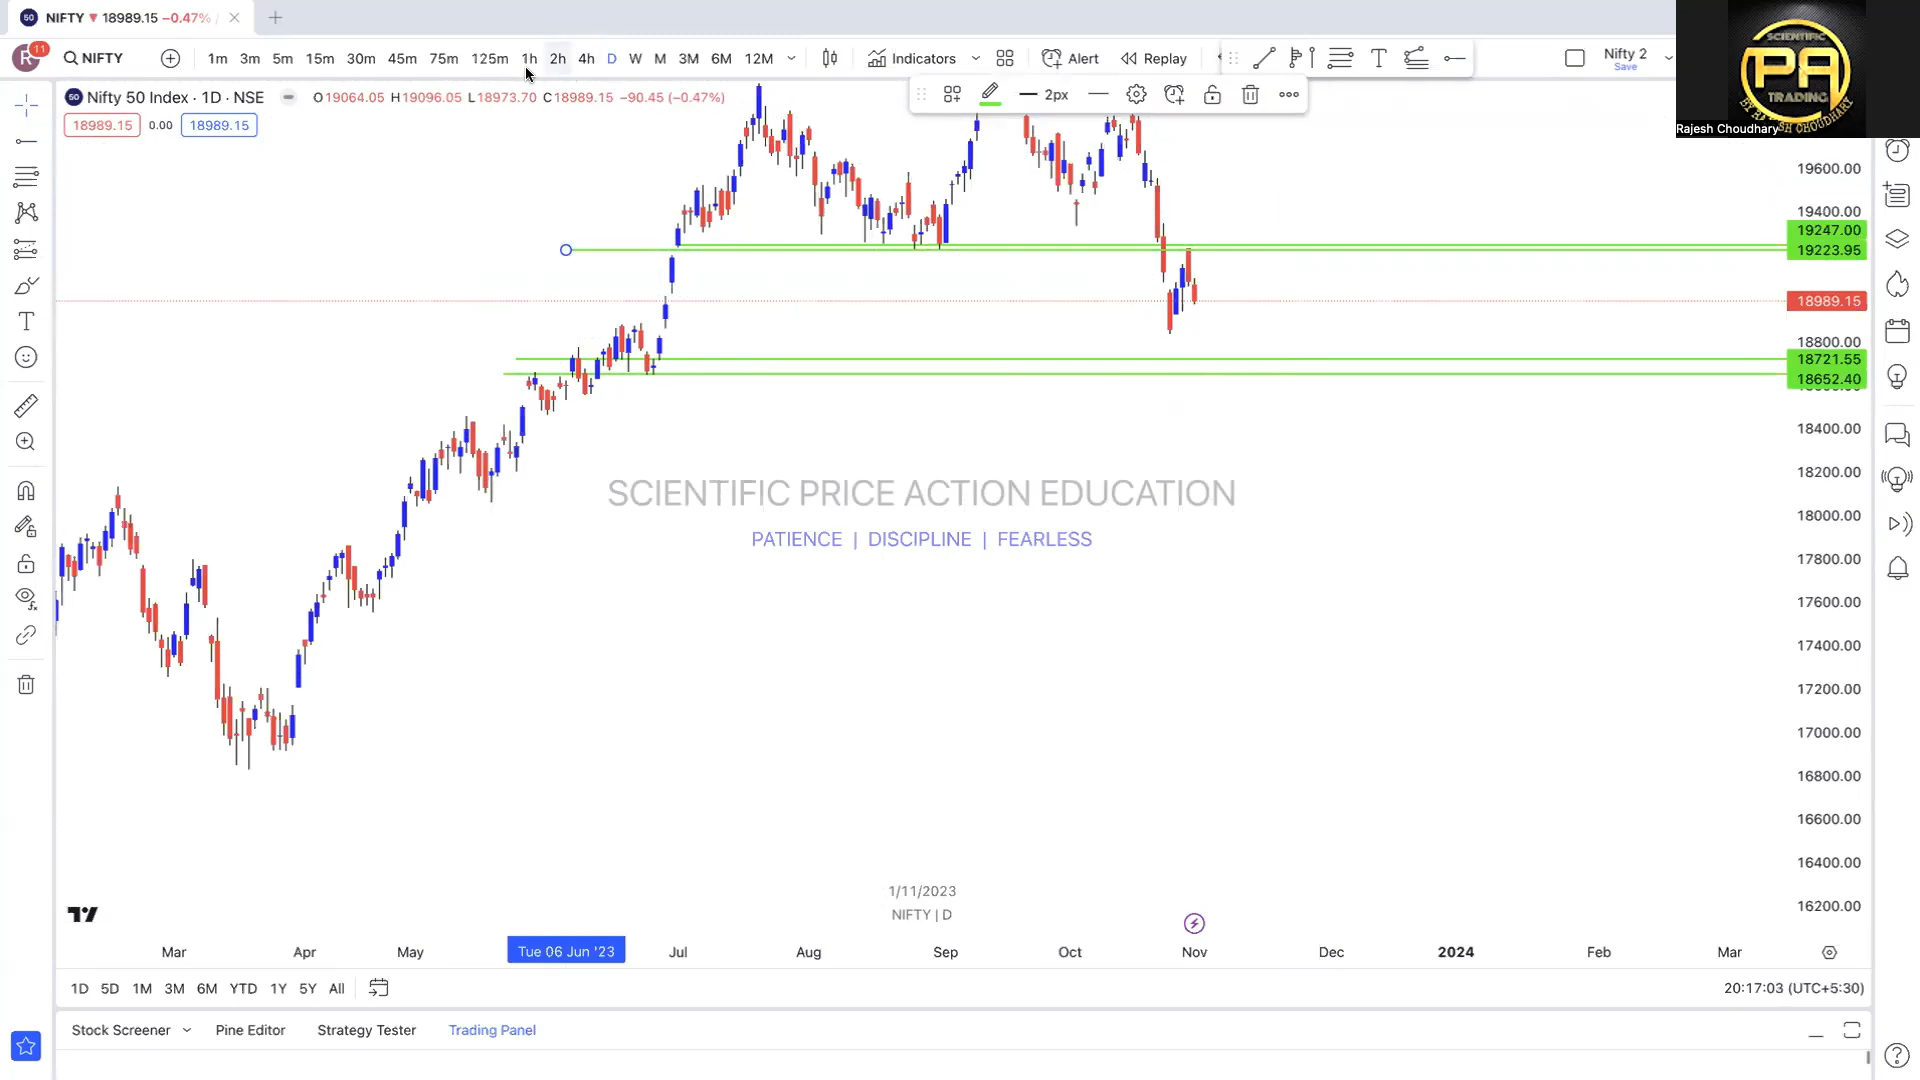 NIFTY ▼ 18989.15 −0.47% /
R 11 NIFTY 1m 3m 5m 15m 30m 45m 75m 125m 1h 2h 4h D W M 3M 6M 12M Indicators Alert Replay T Nifty 2
Save
SCIENTIFIC
PA
TRADING
Rajesh Choudhary
50 Nifty 50 Index · 1D · NSE O19064.05 H19096.05 L18973.70 C18989.15 −90.45 (−0.47%)
2px
18989.15 0.00 18989.15
19600.00
19400.00
19247.00
19223.95
18989.15
18800.00
18721.55
18652.40
18400.00
18200.00
18000.00
17800.00
17600.00
17400.00
17200.00
17000.00
16800.00
16600.00
16400.00
16200.00
SCIENTIFIC PRICE ACTION EDUCATION
PATIENCE | DISCIPLINE | FEARLESS
1/11/2023
NIFTY | D
Mar Apr May Tue 06 Jun '23 Jul Aug Sep Oct Nov Dec 2024 Feb Mar
1D 5D 1M 3M 6M YTD 1Y 5Y All 20:17:03 (UTC+5:30)
Stock Screener Pine Editor Strategy Tester Trading Panel